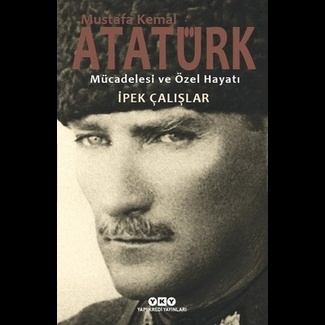 Mustafa Kemal
ATATÜRK
Mücadelesi ve Özel Hayatı
İPEK ÇALIŞLAR
YKY
YAPI KREDİ YAYINLARI